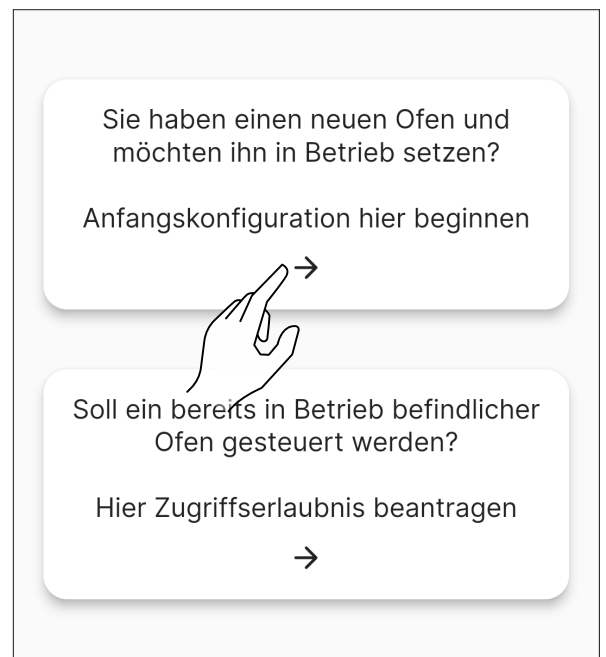 Sie haben einen neuen Ofen und
möchten ihn in Betrieb setzen?
Anfangskonfiguration hier beginnen
→
Soll ein bereits in Betrieb befindlicher
Ofen gesteuert werden?
Hier Zugriffserlaubnis beantragen
→